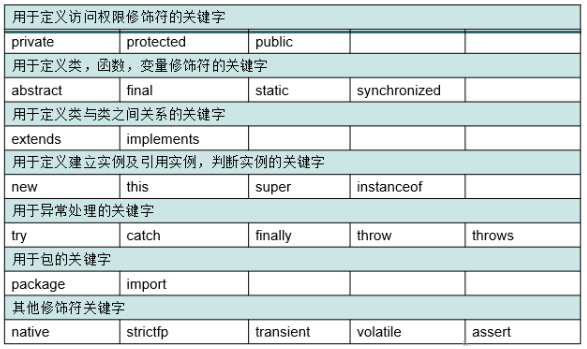 用于定义访问权限修饰符的关键字
private protected public
用于定义类，函数，变量修饰符的关键字
abstract final static synchronized
用于定义类与类之间关系的关键字
extends implements
用于定义建立实例及引用实例，判断实例的关键字
new this super instanceof
用于异常处理的关键字
try catch finally throw throws
用于包的关键字
package import
其他修饰符关键字
native strictfp transient volatile assert